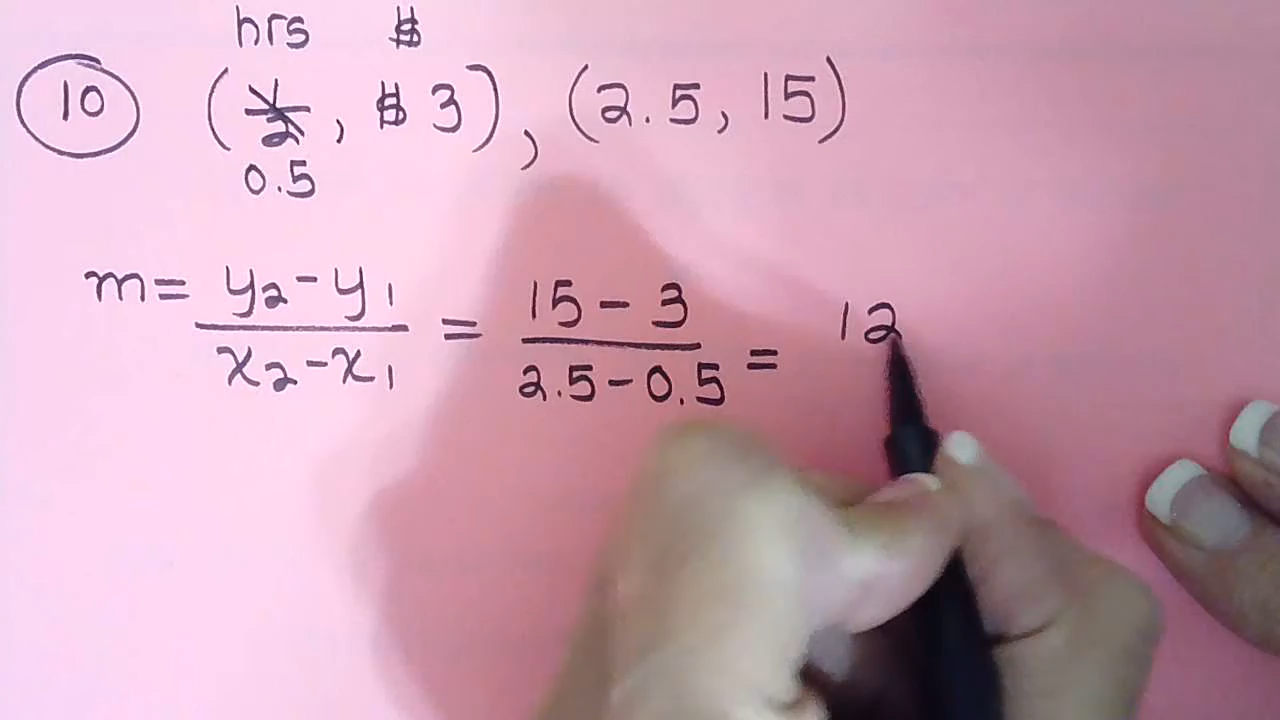 hrs $
10 (1/2, $3), (2.5, 15)
0.5
m = y₂ - y₁ / x₂ - x₁ = 15 - 3 / 2.5 - 0.5 = 12